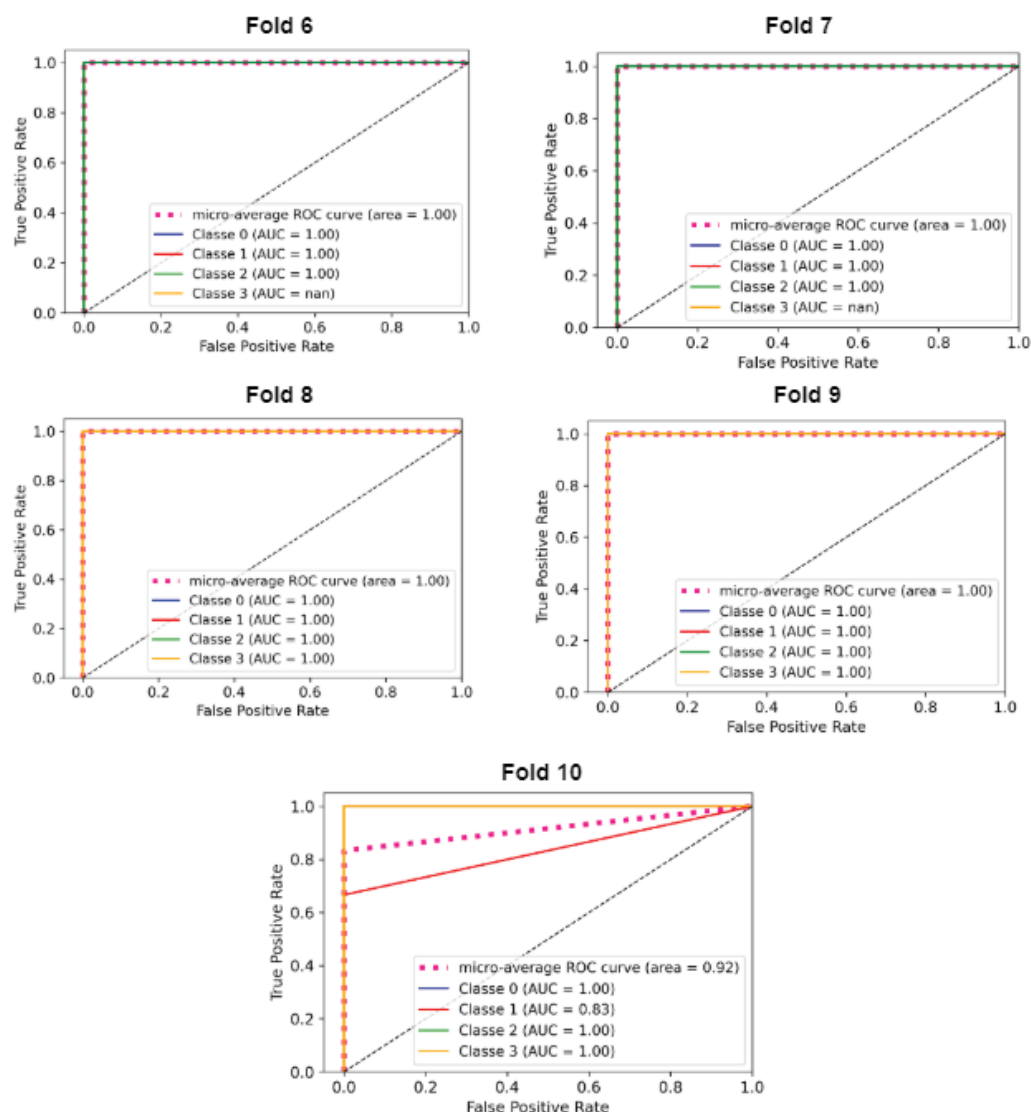 Fold 6
1.0
0.8
0.6
0.4
0.2
0.0
True Positive Rate
micro-average ROC curve (area = 1.00)
Classe 0 (AUC = 1.00)
Classe 1 (AUC = 1.00)
Classe 2 (AUC = 1.00)
Classe 3 (AUC = nan)
0.0 0.2 0.4 0.6 0.8 1.0
False Positive Rate
Fold 7
1.0
0.8
0.6
0.4
0.2
0.0
True Positive Rate
micro-average ROC curve (area = 1.00)
Classe 0 (AUC = 1.00)
Classe 1 (AUC = 1.00)
Classe 2 (AUC = 1.00)
Classe 3 (AUC = nan)
0.0 0.2 0.4 0.6 0.8 1.0
False Positive Rate
Fold 8
1.0
0.8
0.6
0.4
0.2
0.0
True Positive Rate
micro-average ROC curve (area = 1.00)
Classe 0 (AUC = 1.00)
Classe 1 (AUC = 1.00)
Classe 2 (AUC = 1.00)
Classe 3 (AUC = 1.00)
0.0 0.2 0.4 0.6 0.8 1.0
False Positive Rate
Fold 9
1.0
0.8
0.6
0.4
0.2
0.0
True Positive Rate
micro-average ROC curve (area = 1.00)
Classe 0 (AUC = 1.00)
Classe 1 (AUC = 1.00)
Classe 2 (AUC = 1.00)
Classe 3 (AUC = 1.00)
0.0 0.2 0.4 0.6 0.8 1.0
False Positive Rate
Fold 10
1.0
0.8
0.6
0.4
0.2
0.0
True Positive Rate
micro-average ROC curve (area = 0.92)
Classe 0 (AUC = 1.00)
Classe 1 (AUC = 0.83)
Classe 2 (AUC = 1.00)
Classe 3 (AUC = 1.00)
0.0 0.2 0.4 0.6 0.8 1.0
False Positive Rate